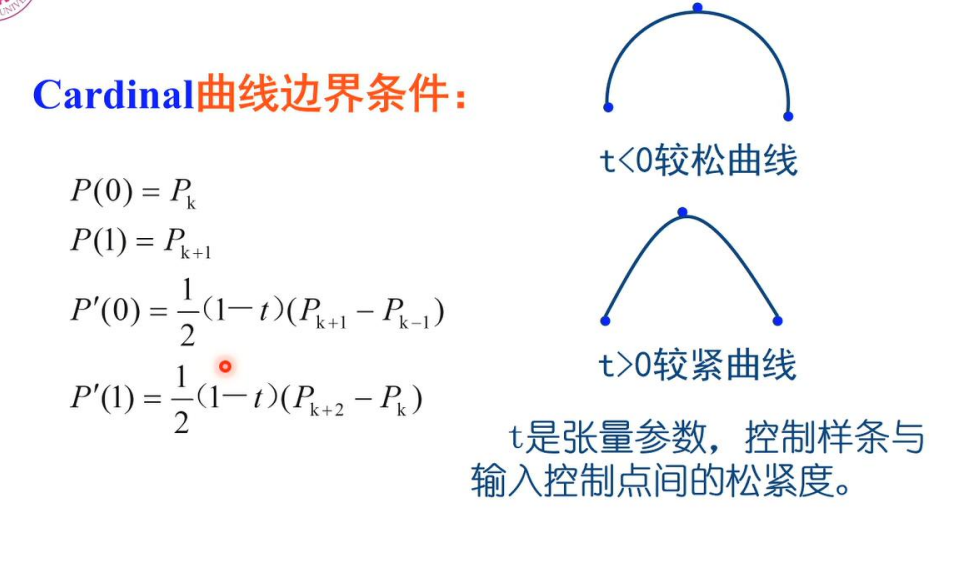 UNIV
Cardinal曲线边界条件：
P(0) = P_k
P(1) = P_{k+1}
P′(0) = 1/2 (1－t)(P_{k+1} − P_{k−1})
P′(1) = 1/2 (1－t)(P_{k+2} − P_k)
t<0较松曲线
t>0较紧曲线
t是张量参数，控制样条与
输入控制点间的松紧度。